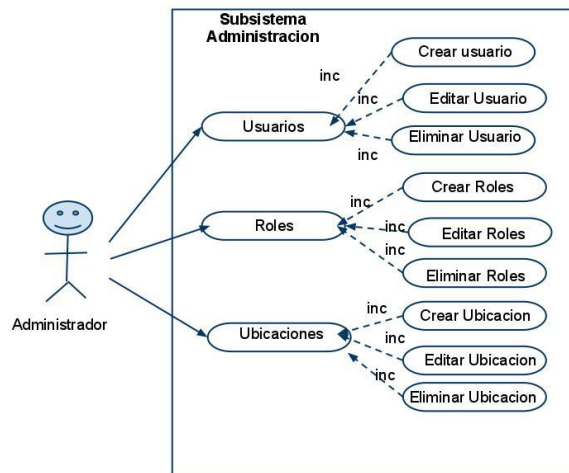 Subsistema
Administracion
Crear usuario
inc
inc
Editar Usuario
Usuarios
Eliminar Usuario
inc
Crear Roles
inc
Roles
inc
Editar Roles
inc
Eliminar Roles
Administrador
inc
Crear Ubicacion
Ubicaciones
inc
Editar Ubicacion
inc
Eliminar Ubicacion